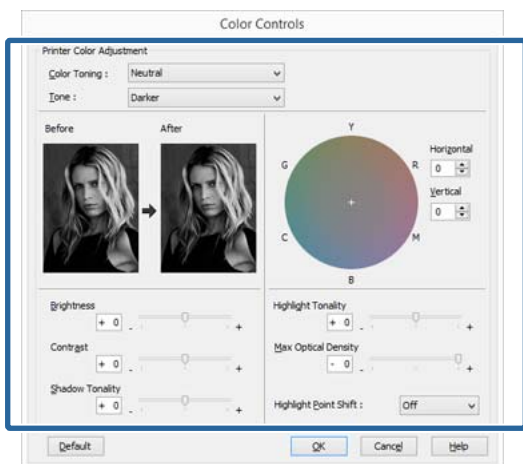 Color Controls
Printer Color Adjustment
Color Toning : Neutral
Tone : Darker
Before After
Y
G R
C M
B
Horizontal
0
Vertical
0
Brightness
+ 0 - +
Contrast
+ 0 - +
Shadow Tonality
+ 0 - +
Highlight Tonality
+ 0 - +
Max Optical Density
- 0 - +
Highlight Point Shift : Off
Default OK Cancel Help